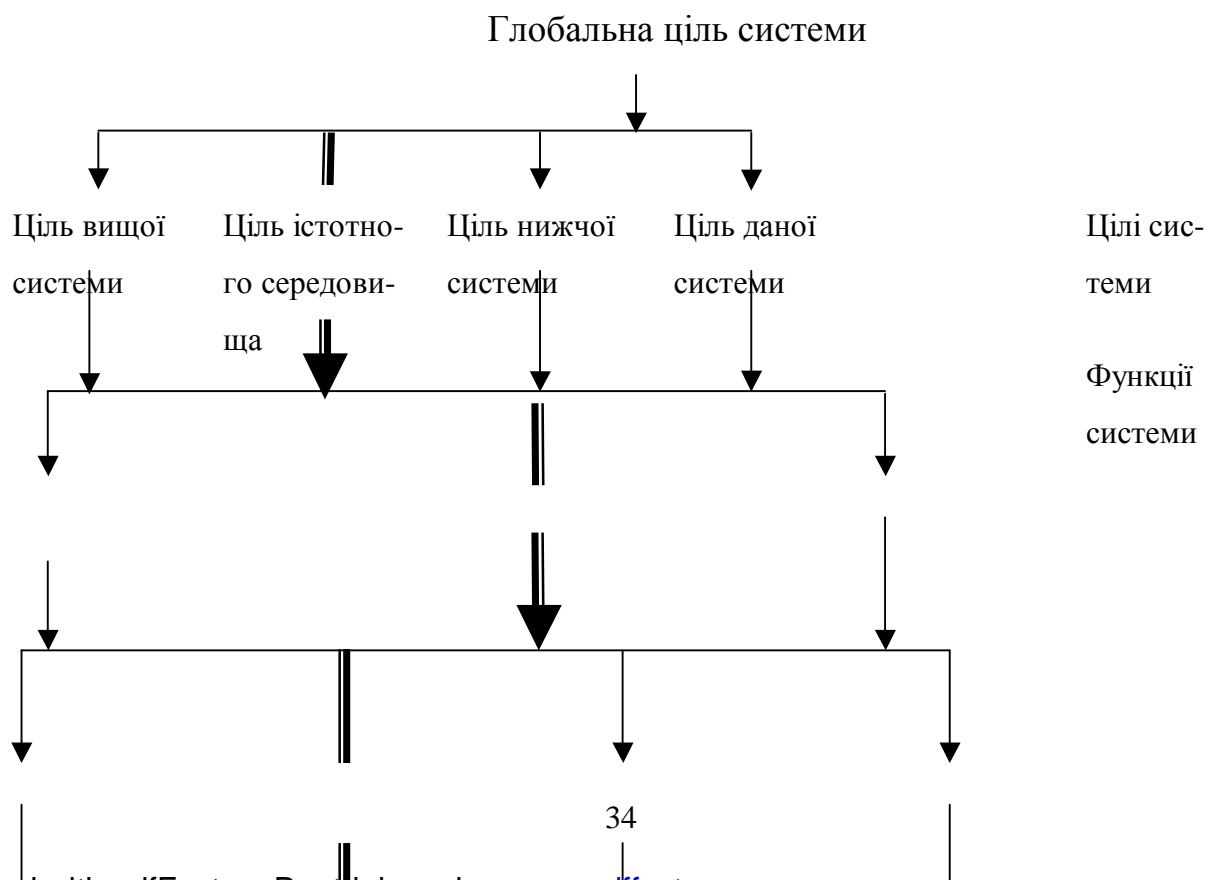 Глобальна ціль системи
Ціль вищої
системи
Ціль істотно-
го середови-
ща
Ціль нижчої
системи
Ціль даної
системи
Цілі сис-
теми
Функції
системи
34